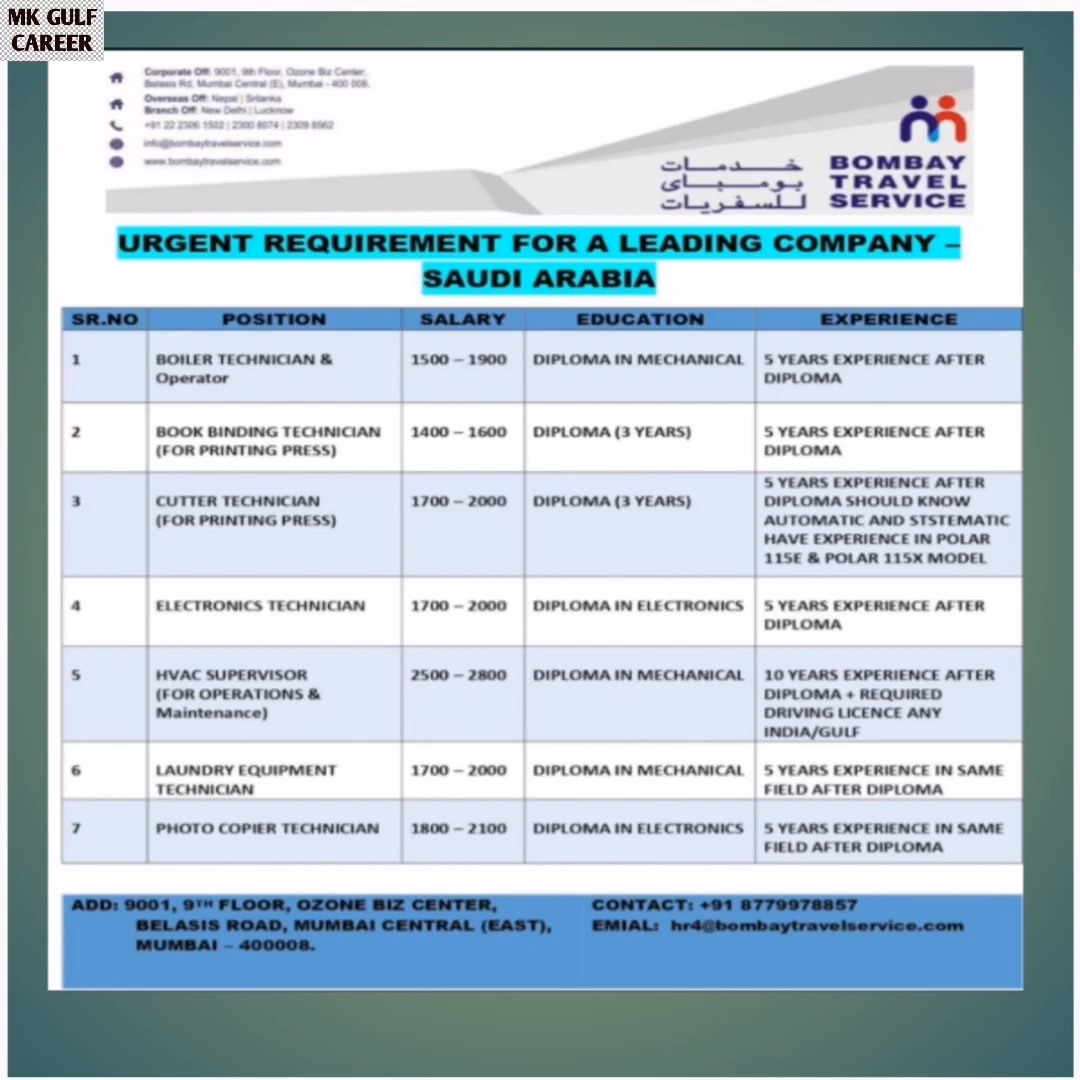 MK GULF
CAREER
Corporate Off: 9001, 9th Floor, Ozone Biz Center,
Belasis Rd, Mumbai Central (E), Mumbai - 400 008.
Overseas Off: Nepal | Srilanka
Branch Off: New Delhi | Lucknow
+91 22 2306 1502 | 2300 8074 | 2309 8562
info@bombaytravelservice.com
www.bombaytravelservice.com
خدمات
بومباى
للسفريات
BOMBAY
TRAVEL
SERVICE
URGENT REQUIREMENT FOR A LEADING COMPANY –
SAUDI ARABIA
SR.NO POSITION SALARY EDUCATION EXPERIENCE
1 BOILER TECHNICIAN & 1500 – 1900 DIPLOMA IN MECHANICAL 5 YEARS EXPERIENCE AFTER
Operator DIPLOMA
2 BOOK BINDING TECHNICIAN 1400 – 1600 DIPLOMA (3 YEARS) 5 YEARS EXPERIENCE AFTER
(FOR PRINTING PRESS) DIPLOMA
5 YEARS EXPERIENCE AFTER
3 CUTTER TECHNICIAN 1700 – 2000 DIPLOMA (3 YEARS) DIPLOMA SHOULD KNOW
(FOR PRINTING PRESS) AUTOMATIC AND STSTEMATIC
HAVE EXPERIENCE IN POLAR
115E & POLAR 115X MODEL
4 ELECTRONICS TECHNICIAN 1700 – 2000 DIPLOMA IN ELECTRONICS 5 YEARS EXPERIENCE AFTER
DIPLOMA
5 HVAC SUPERVISOR 2500 – 2800 DIPLOMA IN MECHANICAL 10 YEARS EXPERIENCE AFTER
(FOR OPERATIONS & DIPLOMA + REQUIRED
Maintenance) DRIVING LICENCE ANY
INDIA/GULF
6 LAUNDRY EQUIPMENT 1700 – 2000 DIPLOMA IN MECHANICAL 5 YEARS EXPERIENCE IN SAME
TECHNICIAN FIELD AFTER DIPLOMA
7 PHOTO COPIER TECHNICIAN 1800 – 2100 DIPLOMA IN ELECTRONICS 5 YEARS EXPERIENCE IN SAME
FIELD AFTER DIPLOMA
ADD: 9001, 9TH FLOOR, OZONE BIZ CENTER, CONTACT: +91 8779978857
BELASIS ROAD, MUMBAI CENTRAL (EAST), EMIAL: hr4@bombaytravelservice.com
MUMBAI – 400008.